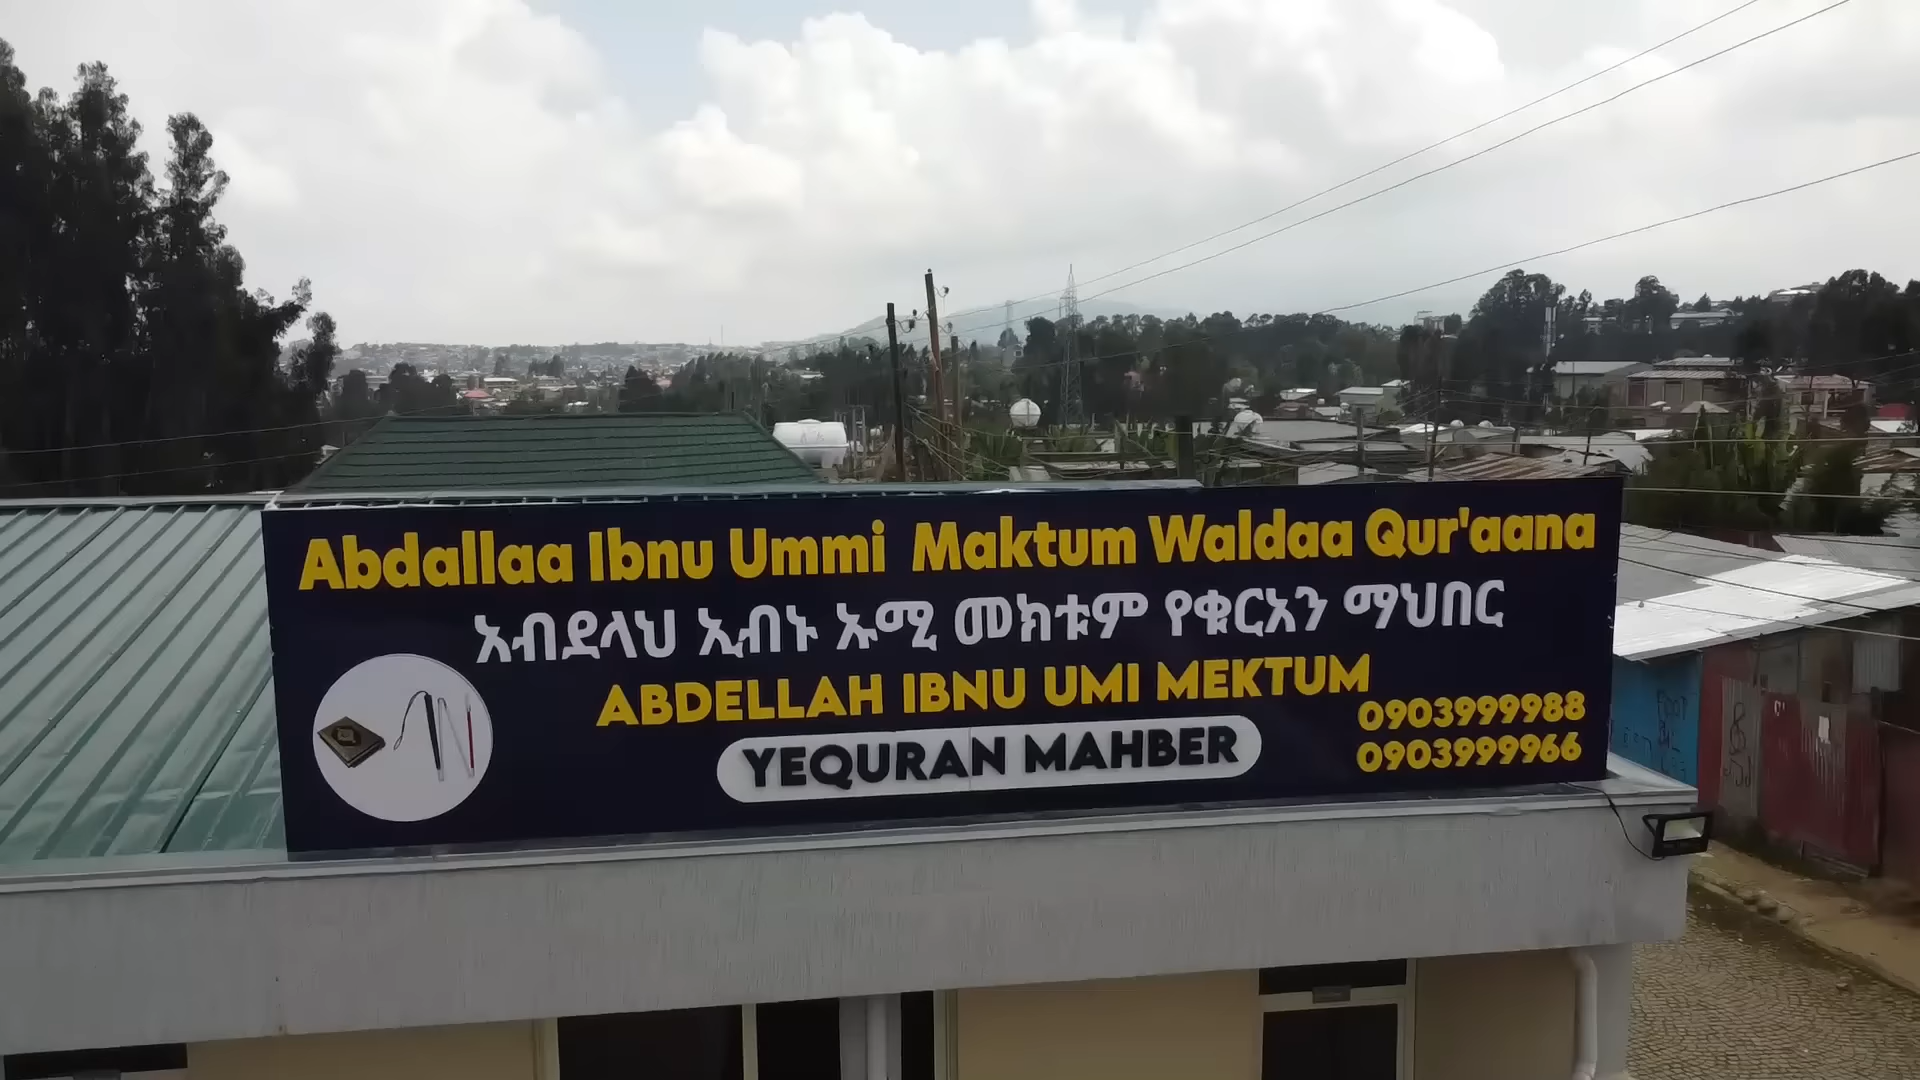 Abdallaa Ibnu Ummi Maktum Waldaa Qur'aana
አብደላህ ኢብኑ ኡሚ መክቱም የቁርአን ማህበር
ABDELLAH IBNU UMI MEKTUM
YEQURAN MAHBER
0903999988
0903999966